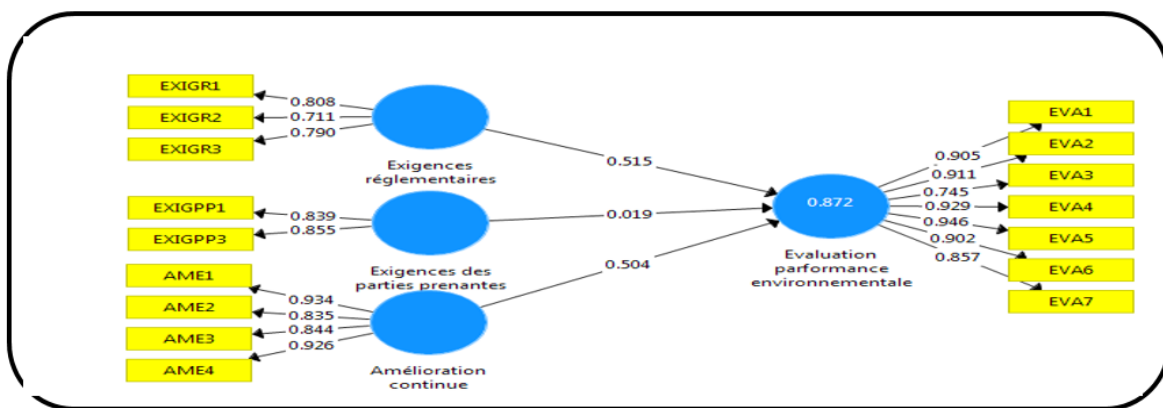 EXIGR1
EXIGR2
EXIGR3
0.808
0.711
0.790
Exigences
réglementaires
0.515
EXIGPP1
EXIGPP3
0.839
0.855
Exigences des
parties prenantes
0.019
AME1
AME2
AME3
AME4
0.934
0.835
0.844
0.926
Amélioration
continue
0.504
0.872
Evaluation
parformance
environnementale
0.905
0.911
0.745
0.929
0.946
0.902
0.857
EVA1
EVA2
EVA3
EVA4
EVA5
EVA6
EVA7